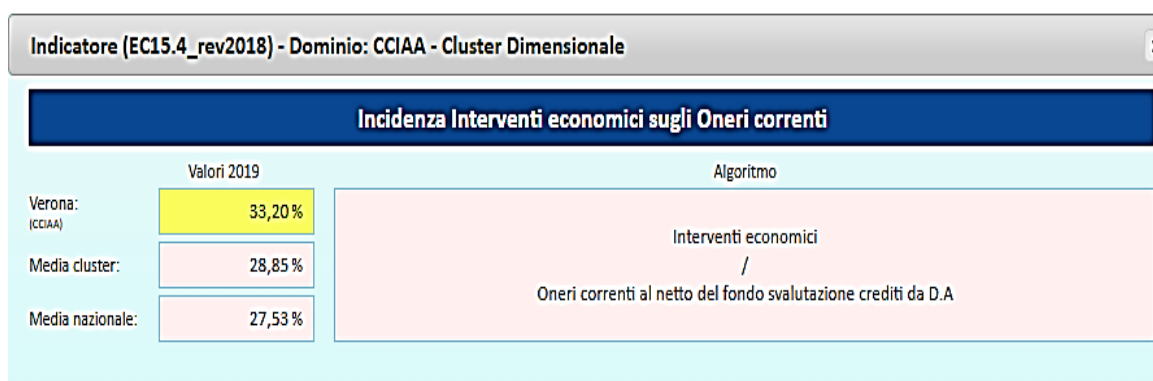 Indicatore (EC15.4_rev2018) - Dominio: CCIAA - Cluster Dimensionale
Incidenza Interventi economici sugli Oneri correnti
Valori 2019
Algoritmo
Verona:
(CCIAA)
33,20%
Media cluster:
28,85%
Media nazionale:
27,53%
Interventi economici
/
Oneri correnti al netto del fondo svalutazione crediti da D.A